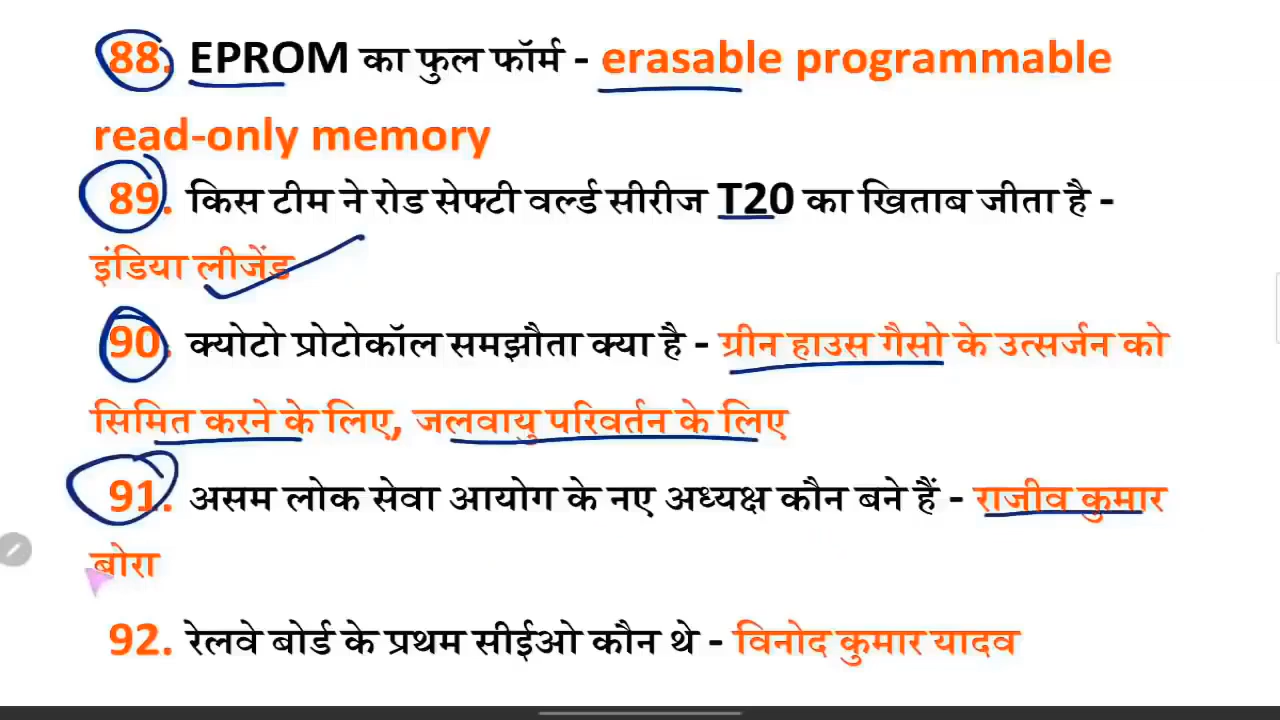 88. EPROM का फुल फॉर्म - erasable programmable
read-only memory
89. किस टीम ने रोड सेफ्टी वर्ल्ड सीरीज T20 का खिताब जीता है -
इंडिया लीजेंड
90. क्योटो प्रोटोकॉल समझौता क्या है - ग्रीन हाउस गैसो के उत्सर्जन को
सिमित करने के लिए, जलवायु परिवर्तन के लिए
91. असम लोक सेवा आयोग के नए अध्यक्ष कौन बने हैं - राजीव कुमार
बोरा
92. रेलवे बोर्ड के प्रथम सीईओ कौन थे - विनोद कुमार यादव